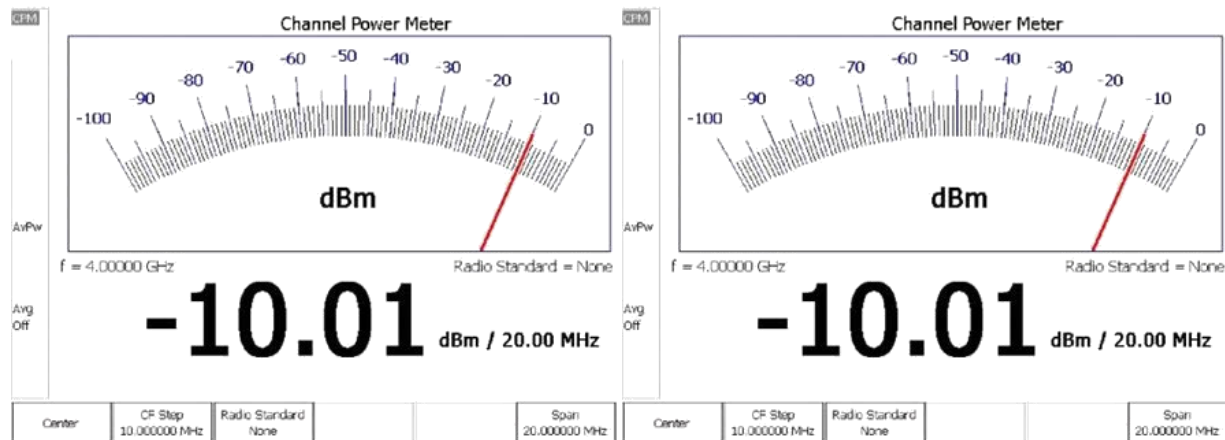 CPM
Channel Power Meter
-100
-90
-80
-70
-60
-50
-40
-30
-20
-10
0
dBm
AvPw
f = 4.00000 GHz
Radio Standard = None
Avg
Off
-10.01 dBm / 20.00 MHz
Center
CF Step
10.000000 MHz
Radio Standard
None
Span
20.000000 MHz
CPM
Channel Power Meter
-100
-90
-80
-70
-60
-50
-40
-30
-20
-10
0
dBm
AvPw
f = 4.00000 GHz
Radio Standard = None
Avg
Off
-10.01 dBm / 20.00 MHz
Center
CF Step
10.000000 MHz
Radio Standard
None
Span
20.000000 MHz